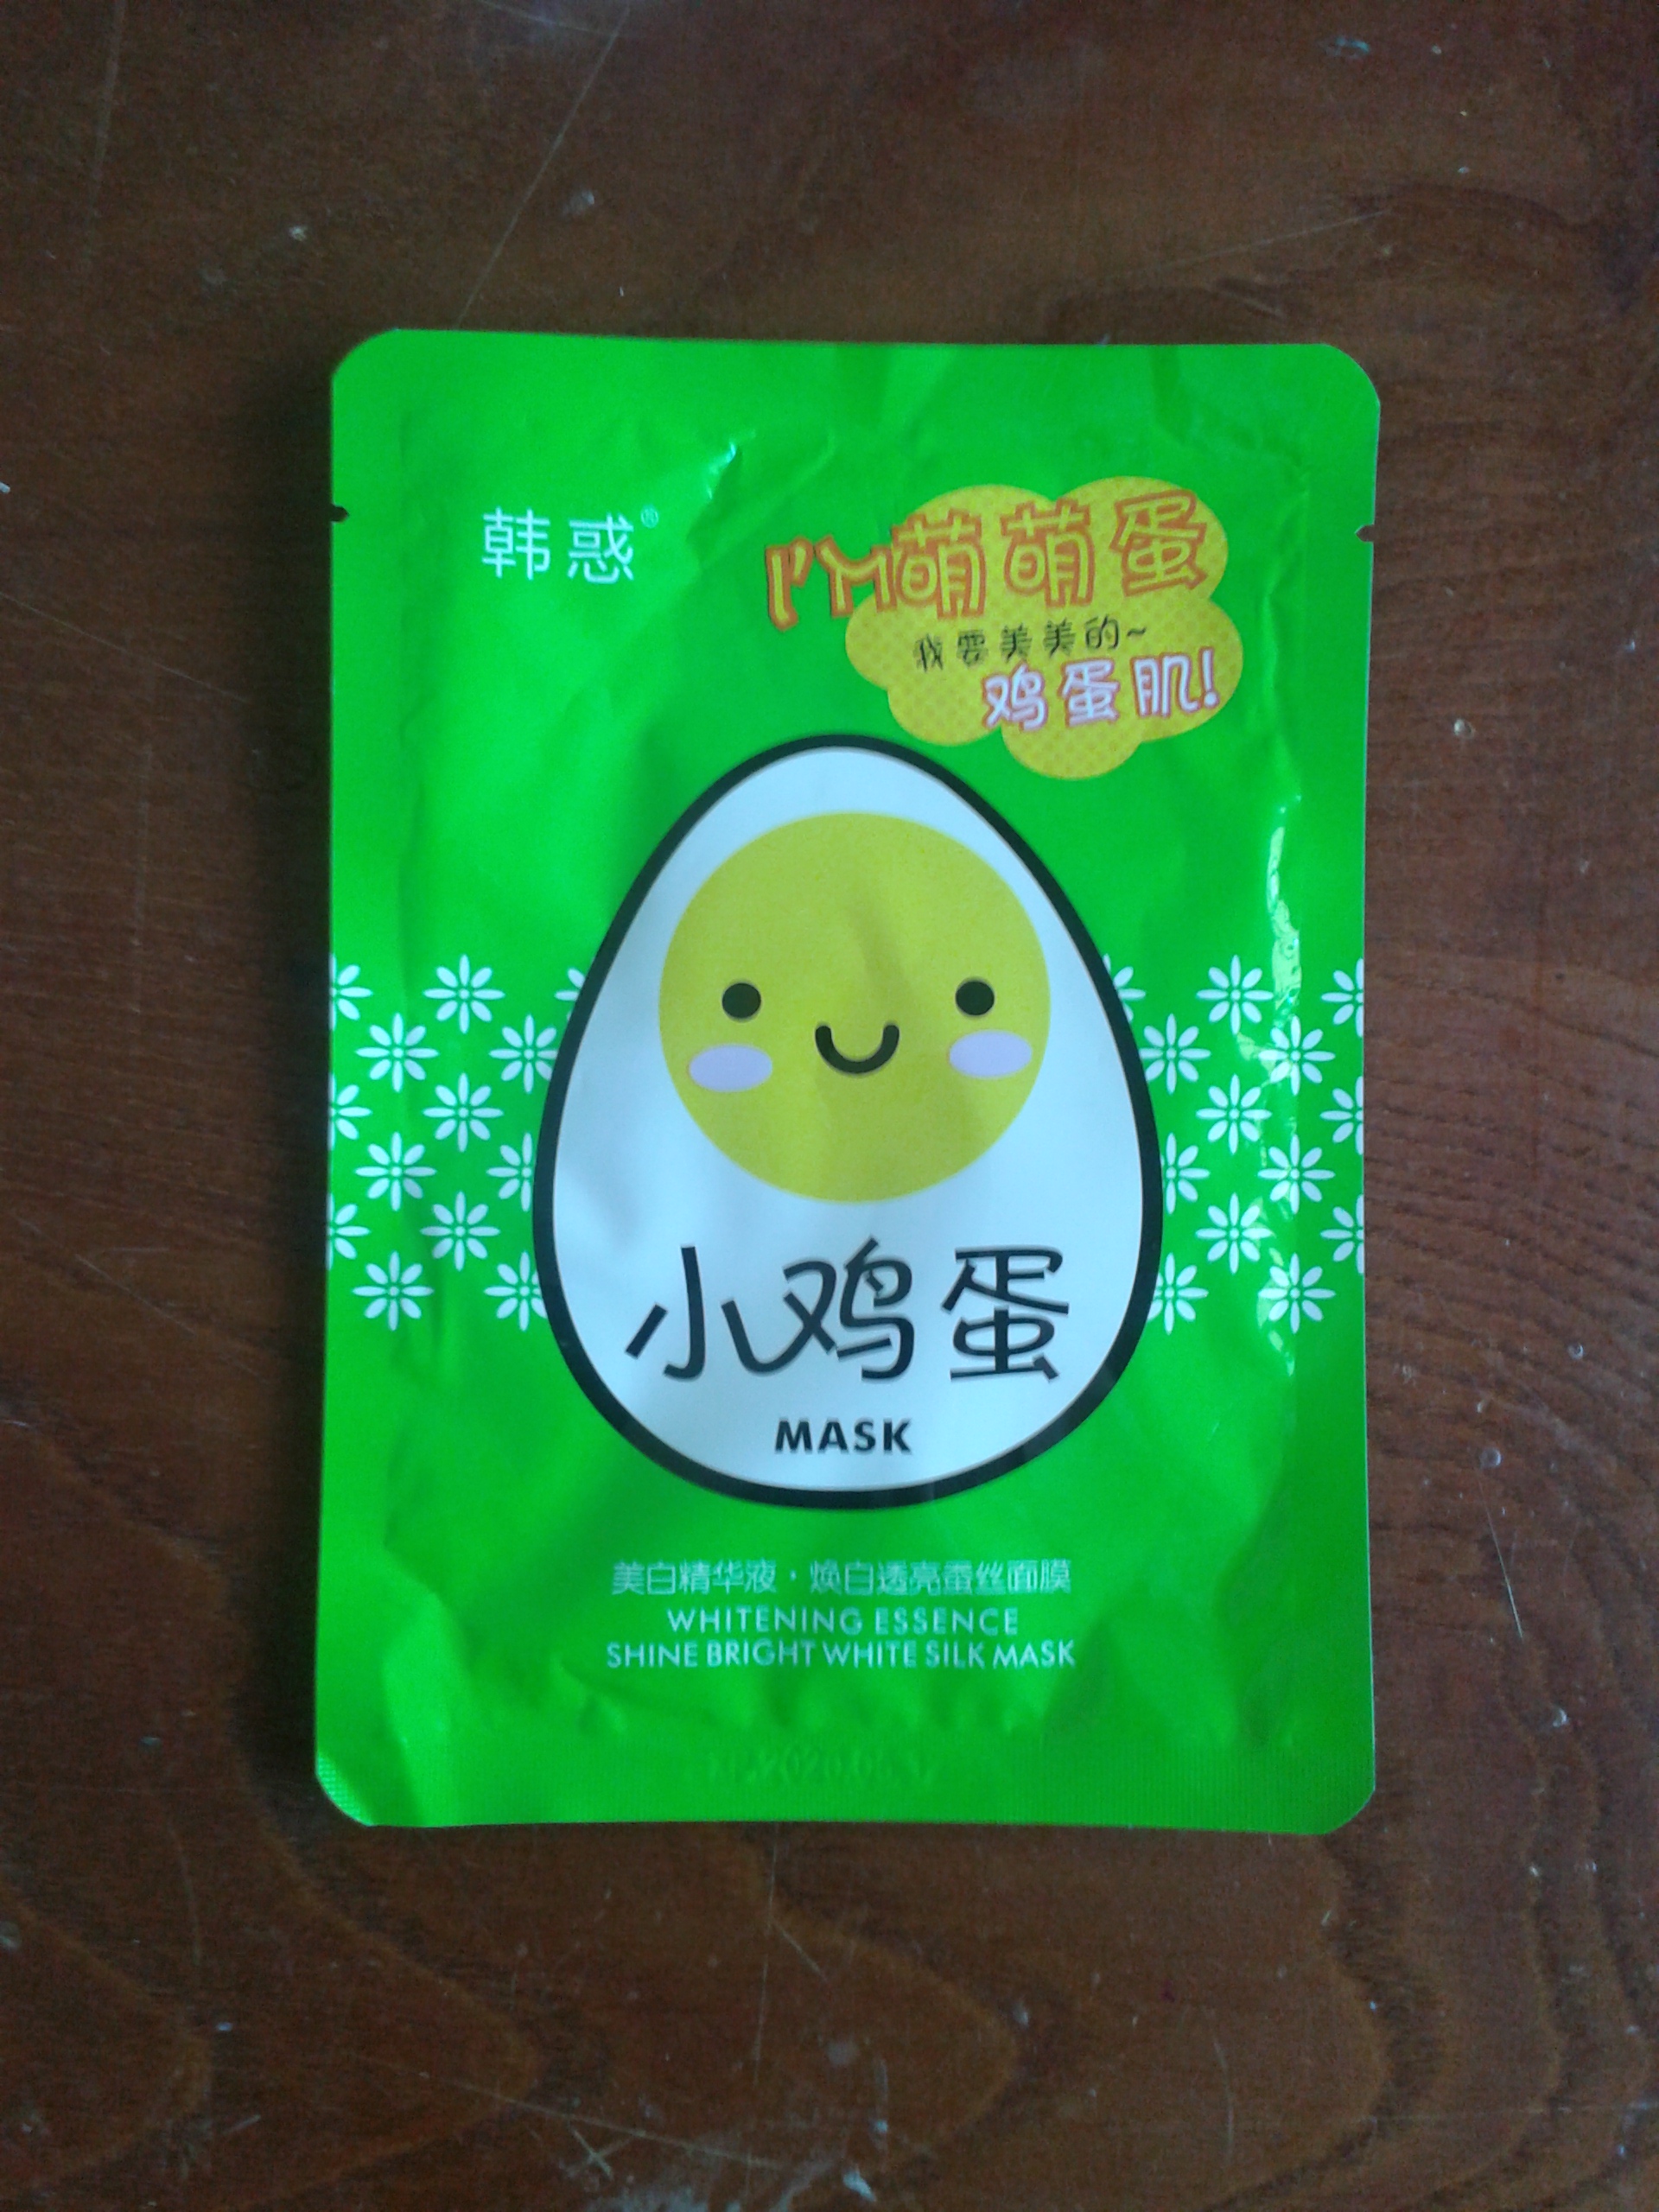 韩惑®
I'M萌萌蛋
我要美美的~
鸡蛋肌!
小鸡蛋
MASK
美白精华液·焕白透亮蚕丝面膜
WHITENING ESSENCE
SHINE BRIGHT WHITE SILK MASK